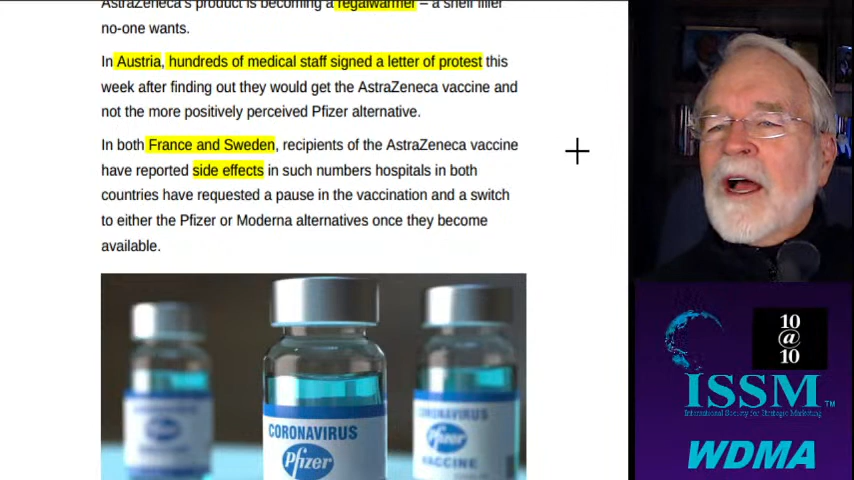 AstraZeneca's product is becoming a regalwarmer – a shelf filler
no-one wants.
In Austria, hundreds of medical staff signed a letter of protest this
week after finding out they would get the AstraZeneca vaccine and
not the more positively perceived Pfizer alternative.
In both France and Sweden, recipients of the AstraZeneca vaccine
have reported side effects in such numbers hospitals in both
countries have requested a pause in the vaccination and a switch
to either the Pfizer or Moderna alternatives once they become
available.
CORONAVIRUS
Pfizer
CORONAVIRUS
Pfizer
VACCINE
10
@
10
ISSM™
International Society for Strategic Marketing
WDMA